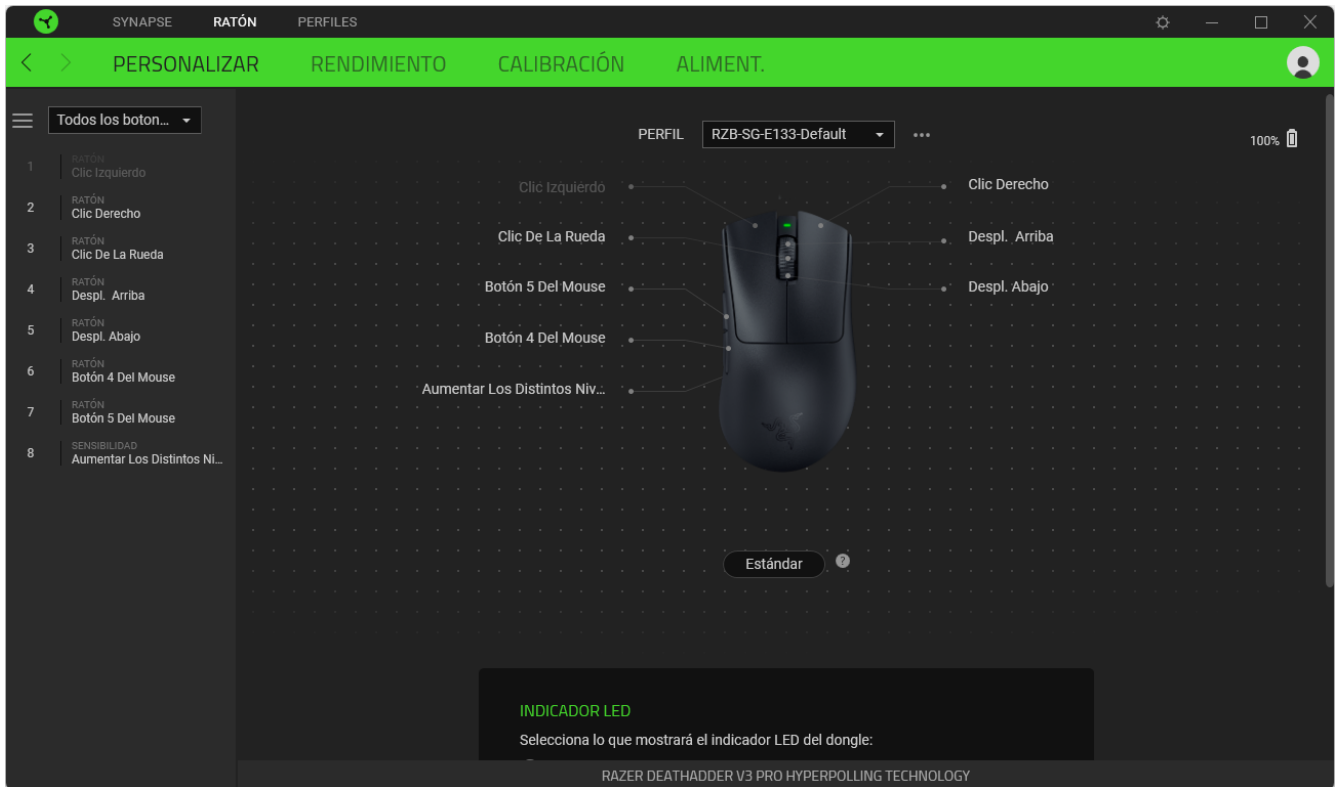 SYNAPSE RATÓN PERFILES
PERSONALIZAR RENDIMIENTO CALIBRACIÓN ALIMENT.
Todos los boton...
1 RATÓN
Clic Izquierdo
2 RATÓN
Clic Derecho
3 RATÓN
Clic De La Rueda
4 RATÓN
Despl. Arriba
5 RATÓN
Despl. Abajo
6 RATÓN
Botón 4 Del Mouse
7 RATÓN
Botón 5 Del Mouse
8 SENSIBILIDAD
Aumentar Los Distintos Ni...
PERFIL RZB-SG-E133-Default
100%
Clic Izquierdo
Clic De La Rueda
Botón 5 Del Mouse
Botón 4 Del Mouse
Aumentar Los Distintos Niv...
Clic Derecho
Despl. Arriba
Despl. Abajo
Estándar ?
INDICADOR LED
Selecciona lo que mostrará el indicador LED del dongle:
RAZER DEATHADDER V3 PRO HYPERPOLLING TECHNOLOGY